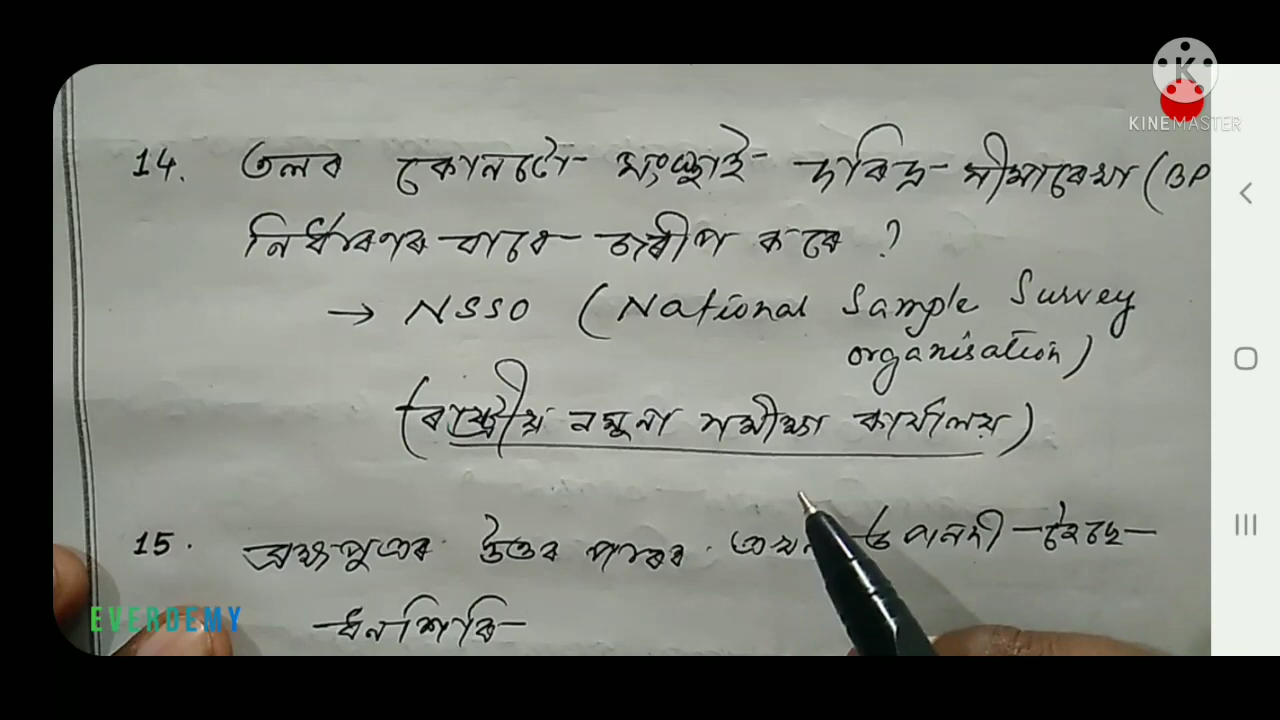 KINEMASTER
14. তলৰ কোনটো সংস্থাই দৰিদ্ৰ সীমাৰেখা (BP
নিৰ্ধাৰণৰ বাবে জৰীপ কৰে ?
→ NSSO (National Sample Survey
organisation)
(ৰাষ্ট্ৰীয় নমুনা সমীক্ষা কাৰ্যালয়)
15. ব্ৰহ্মপুত্ৰৰ উত্তৰ পাৰৰ এখন উপনদী হৈছে
EVERDEMY
ধনশিৰি